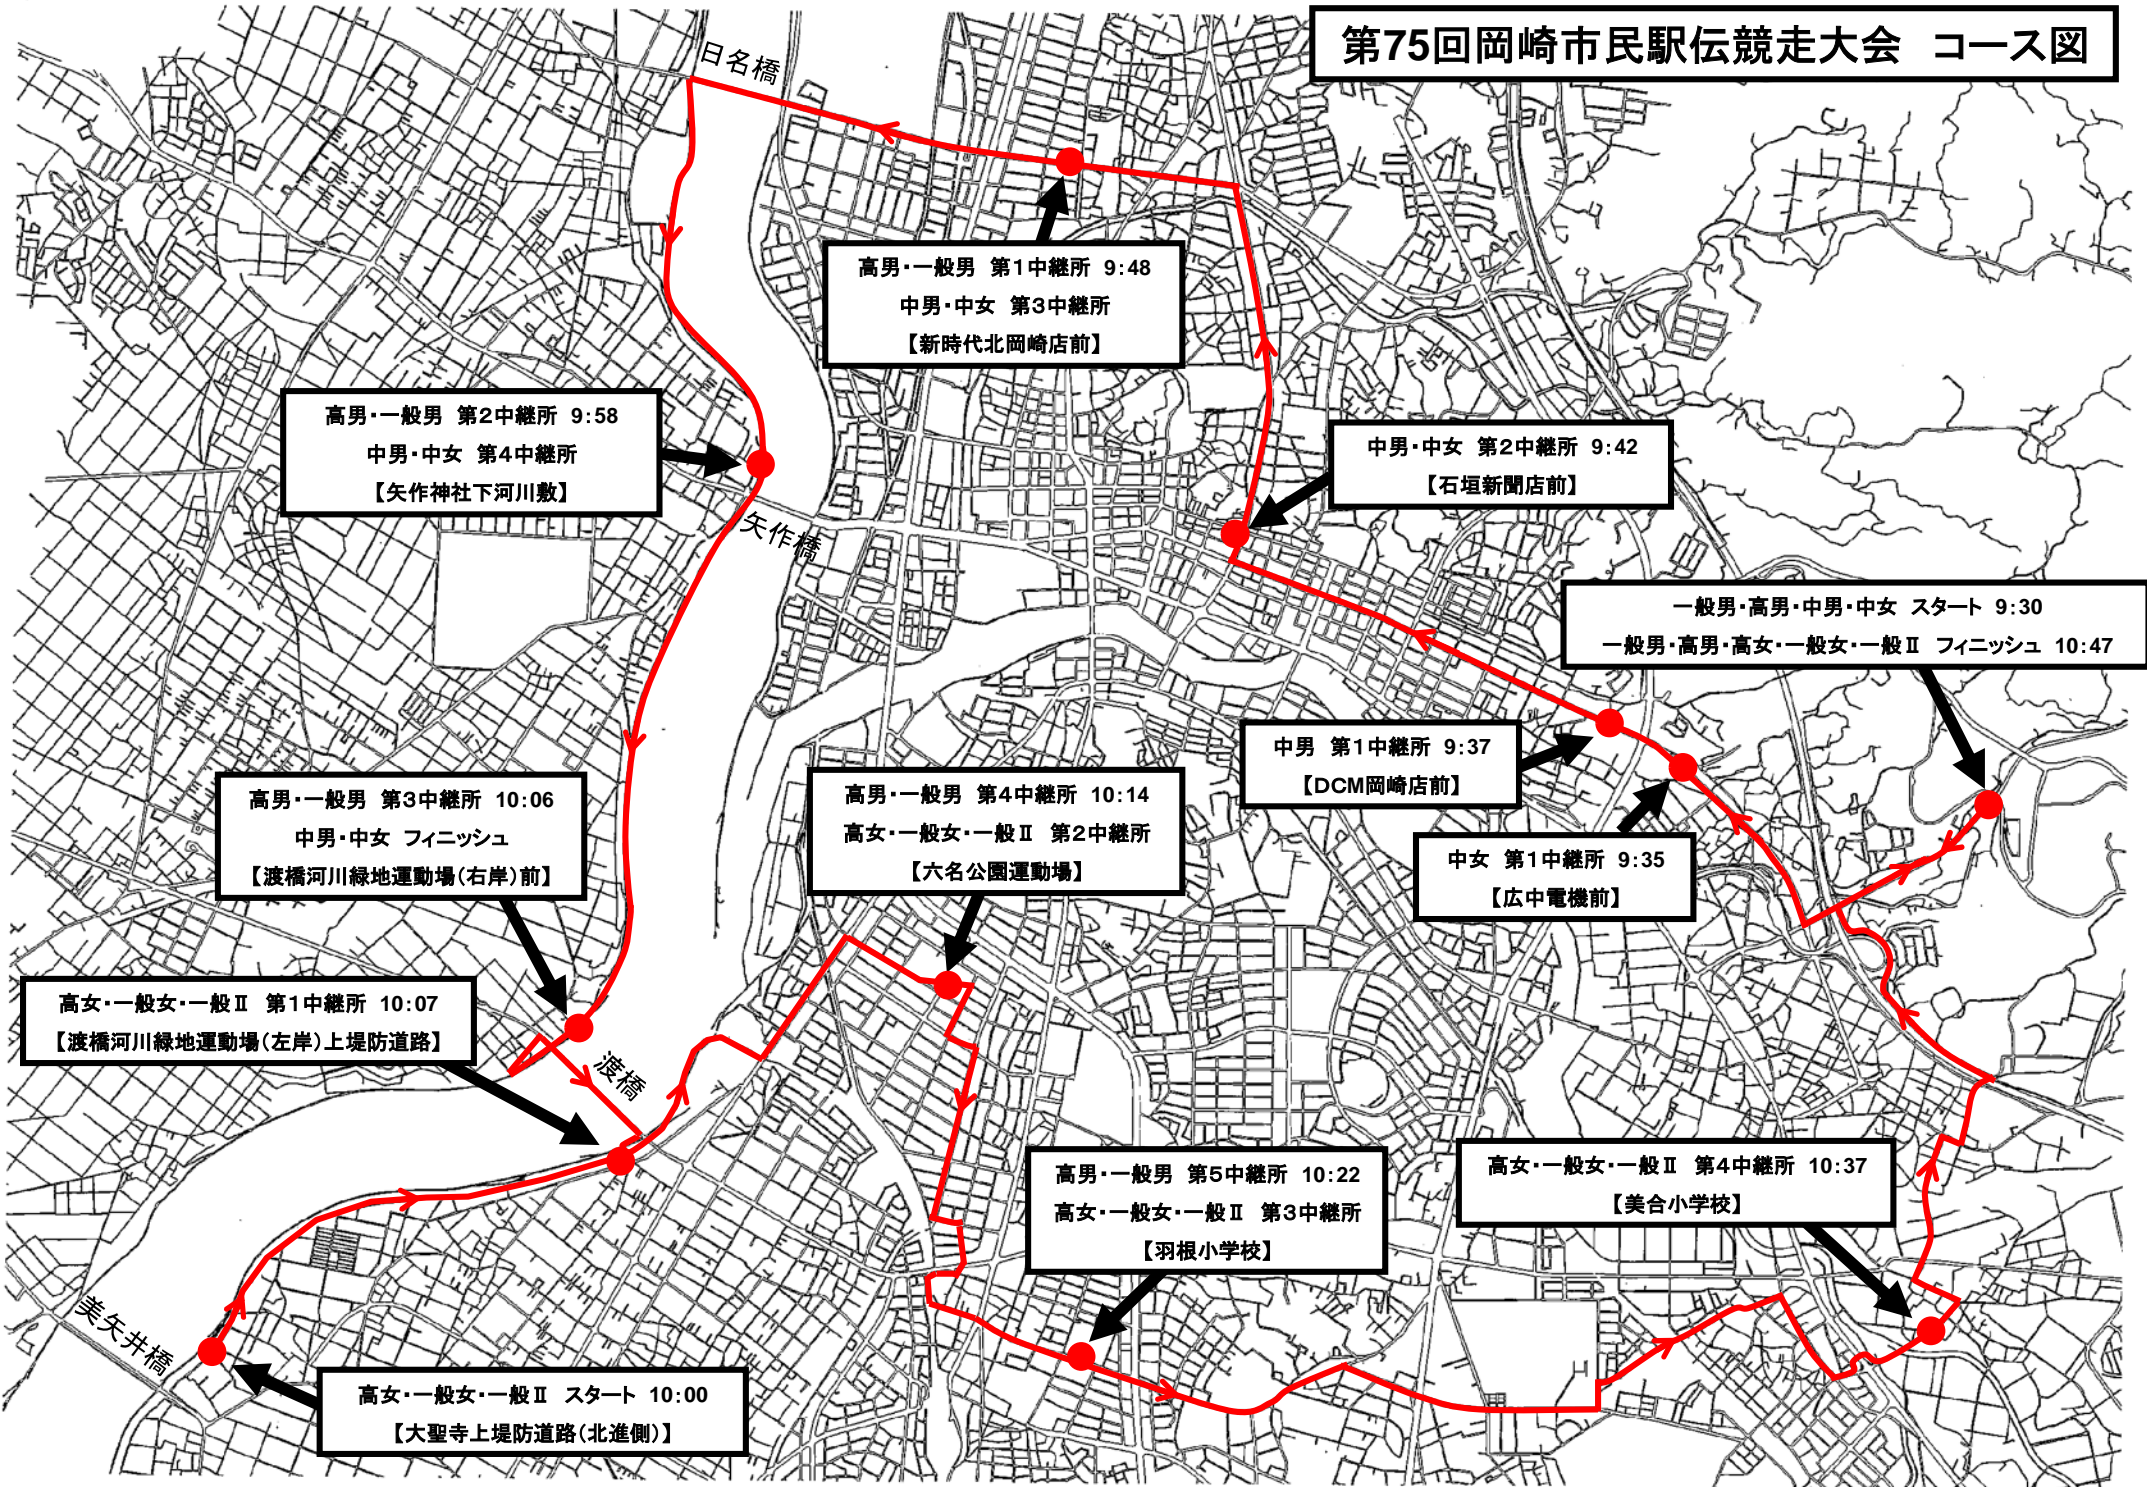 第75回岡崎市民駅伝競走大会　コース図
日名橋
高男・一般男 第1中継所 9:48
中男・中女 第3中継所
【新時代北岡崎店前】
高男・一般男 第2中継所 9:58
中男・中女 第4中継所
【矢作神社下河川敷】
矢作橋
中男・中女 第2中継所 9:42
【石垣新聞店前】
一般男・高男・中男・中女 スタート 9:30
一般男・高男・高女・一般女・一般Ⅱ フィニッシュ 10:47
中男 第1中継所 9:37
【DCM岡崎店前】
中女 第1中継所 9:35
【広中電機前】
高男・一般男 第3中継所 10:06
中男・中女 フィニッシュ
【渡橋河川緑地運動場（右岸）前】
高男・一般男 第4中継所 10:14
高女・一般女・一般Ⅱ 第2中継所
【六名公園運動場】
高女・一般女・一般Ⅱ 第1中継所 10:07
【渡橋河川緑地運動場（左岸）上堤防道路】
渡橋
高男・一般男 第5中継所 10:22
高女・一般女・一般Ⅱ 第3中継所
【羽根小学校】
高女・一般女・一般Ⅱ 第4中継所 10:37
【美合小学校】
美矢井橋
高女・一般女・一般Ⅱ スタート 10:00
【大聖寺上堤防道路（北進側）】